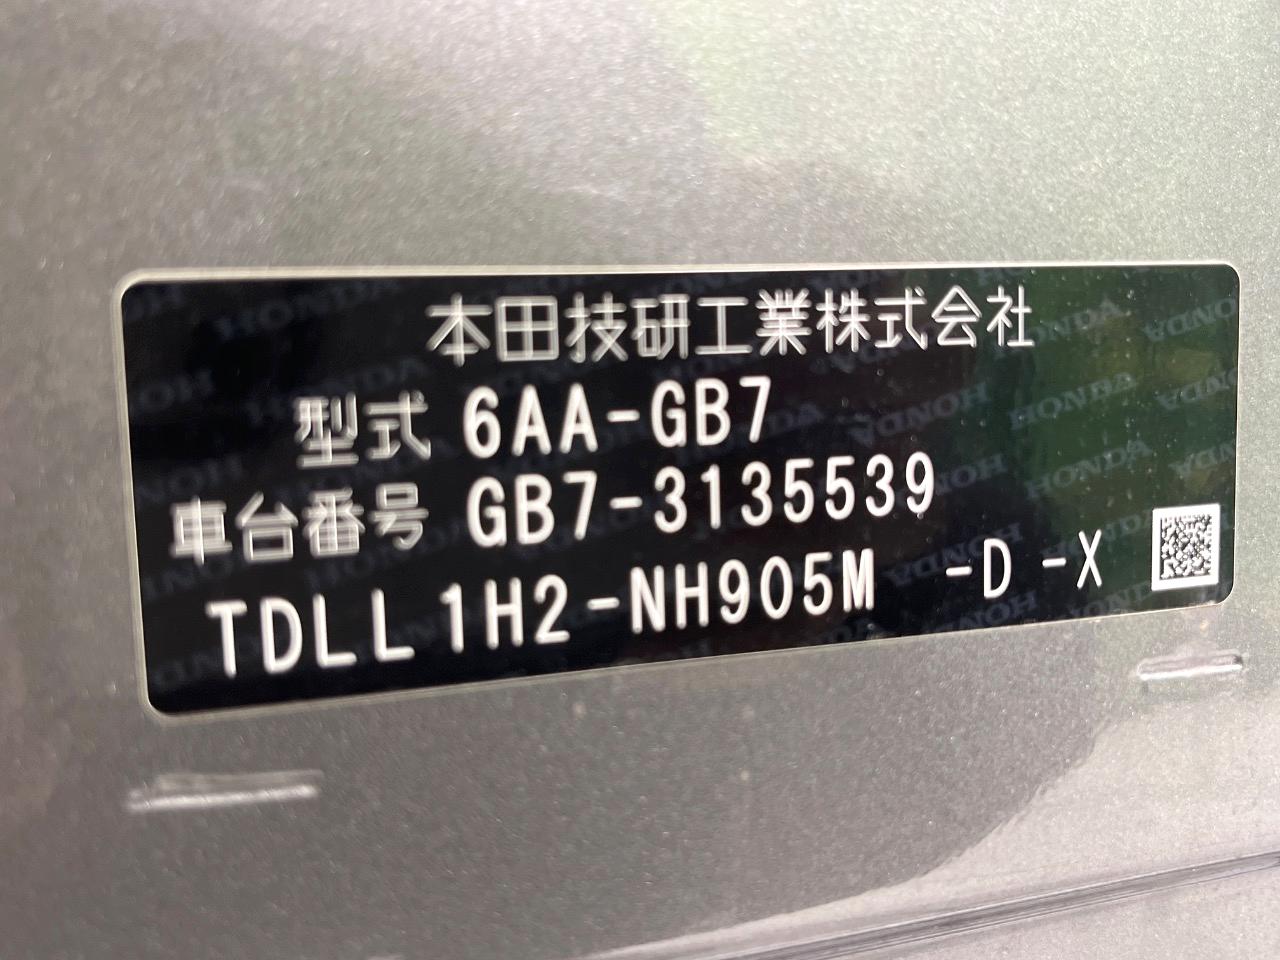 本田技研工業株式会社
型式 6AA-GB7
車台番号 GB7-3135539
TDLL1H2-NH905M -D -X